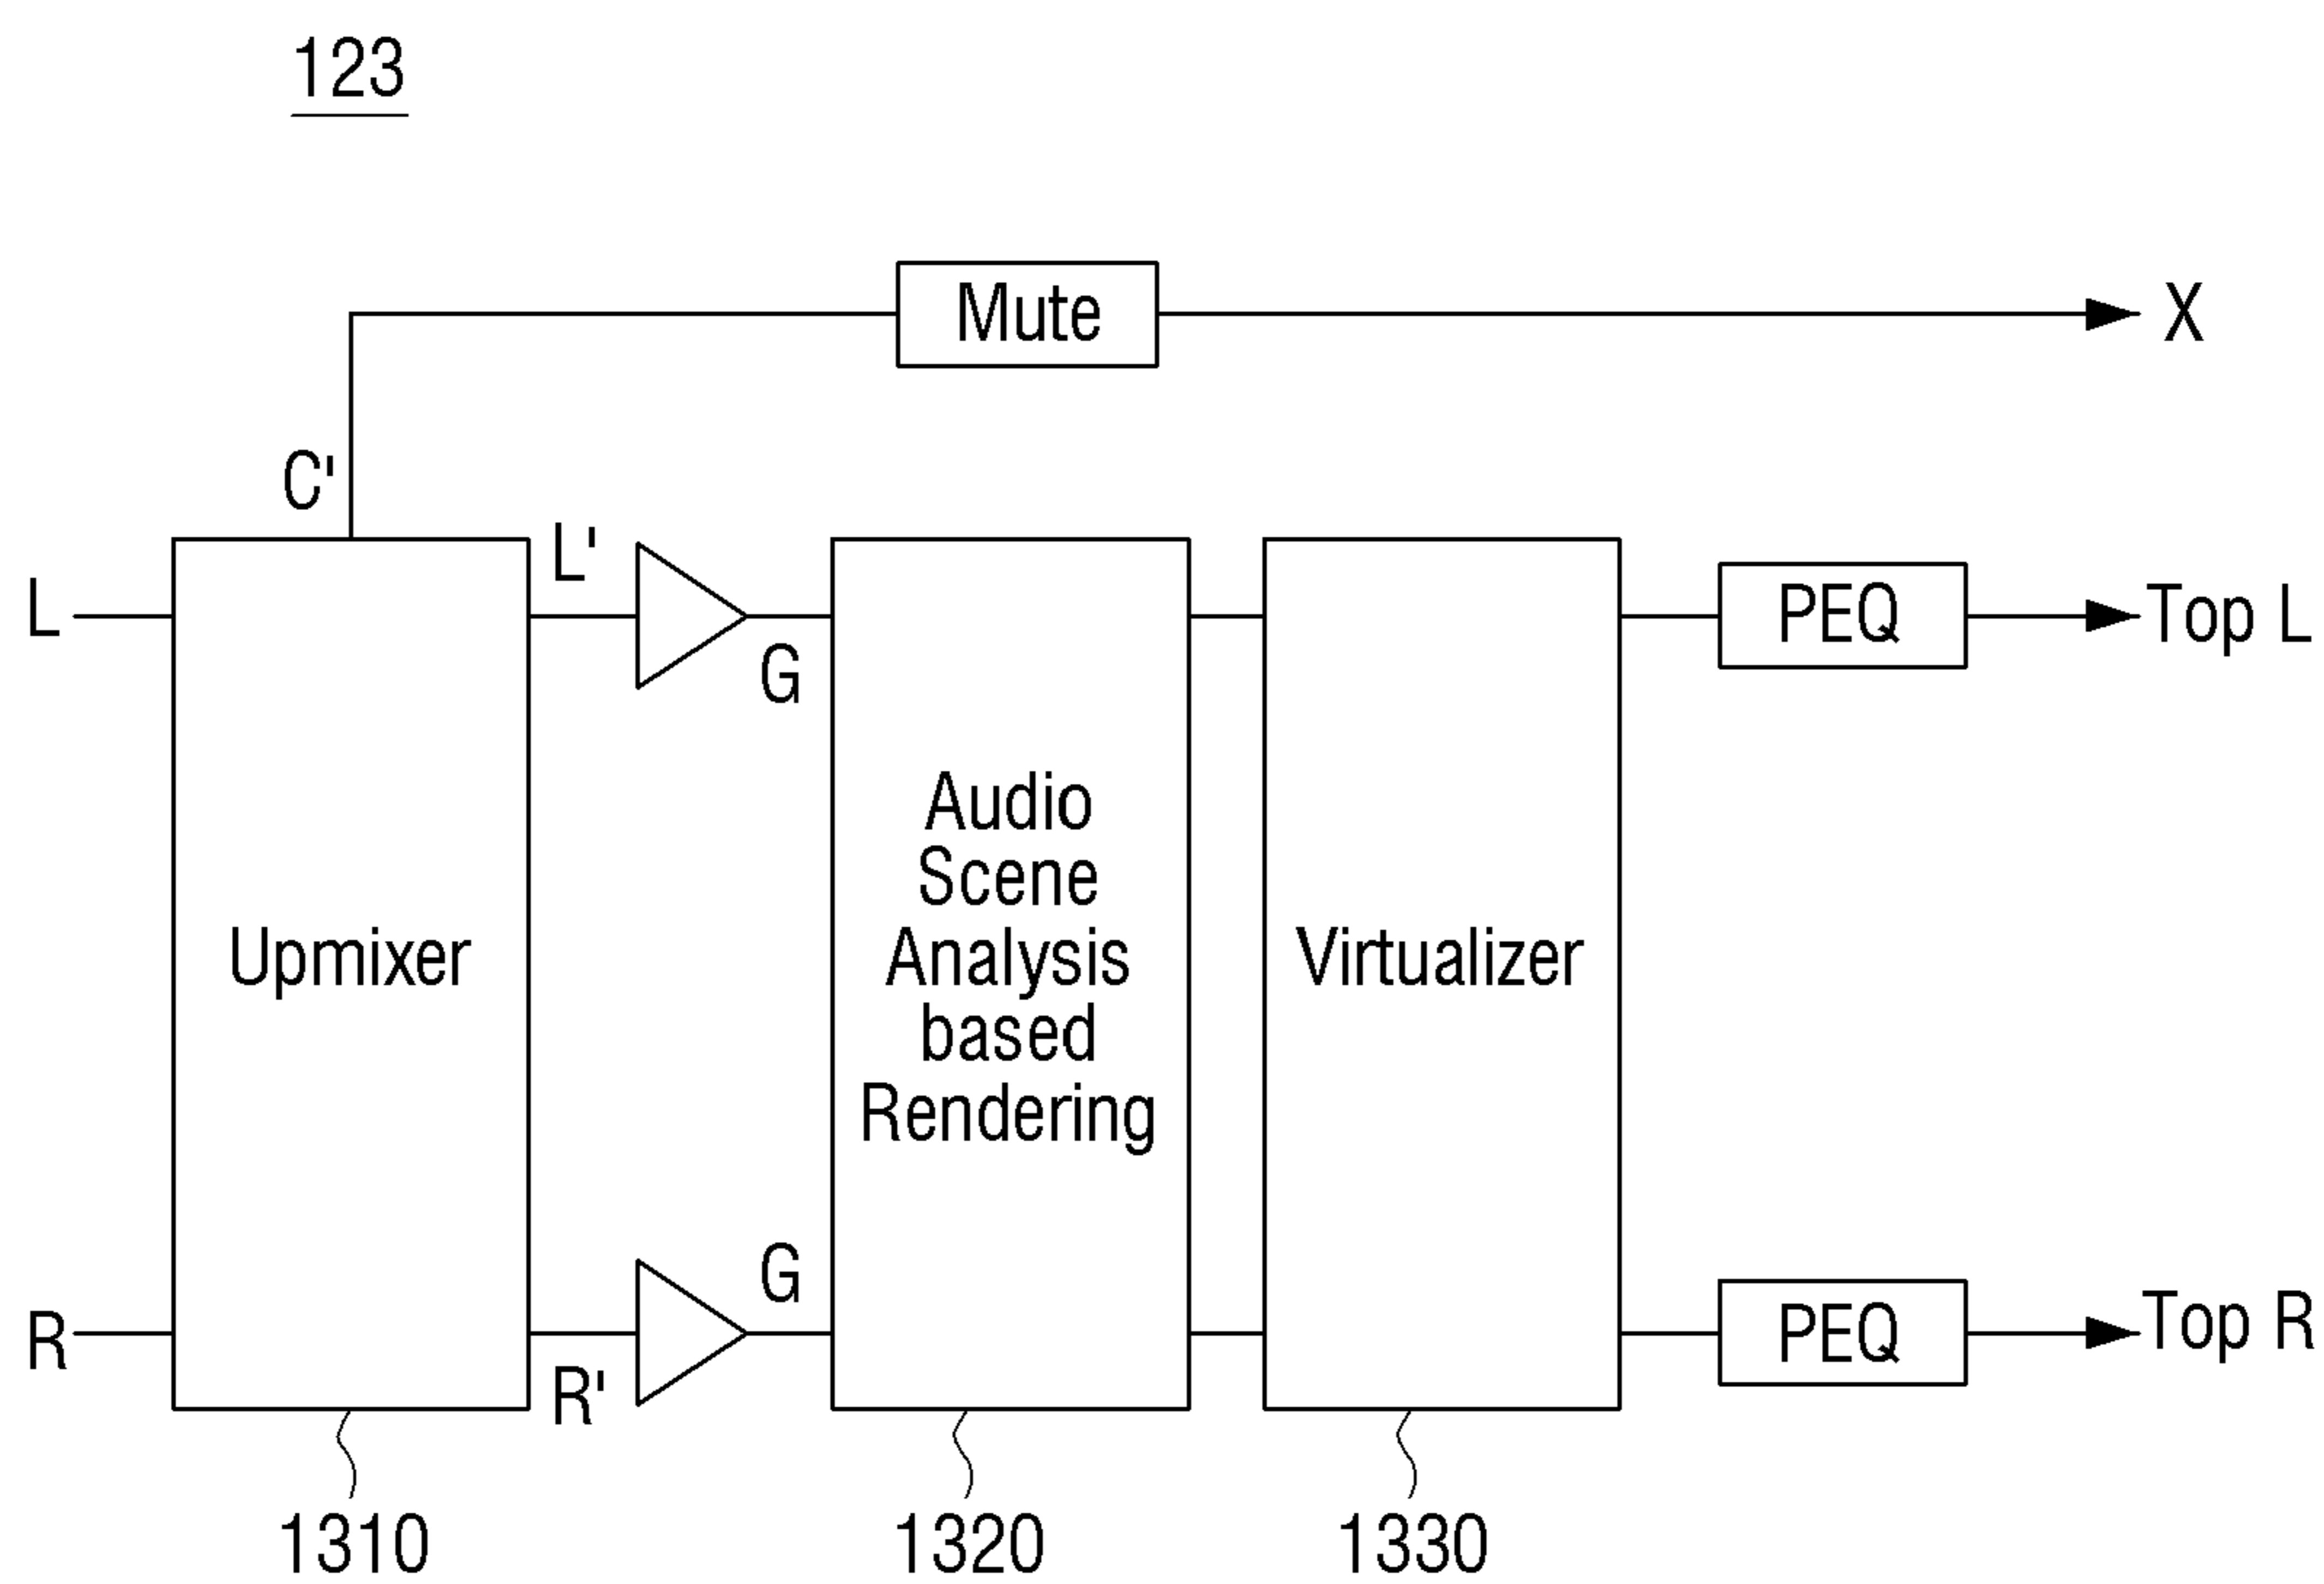 123
Mute
X
C'
L
L'
G
PEQ
Top L
Upmixer
Audio
Scene
Analysis
based
Rendering
Virtualizer
R
R'
G
PEQ
Top R
1310
1320
1330